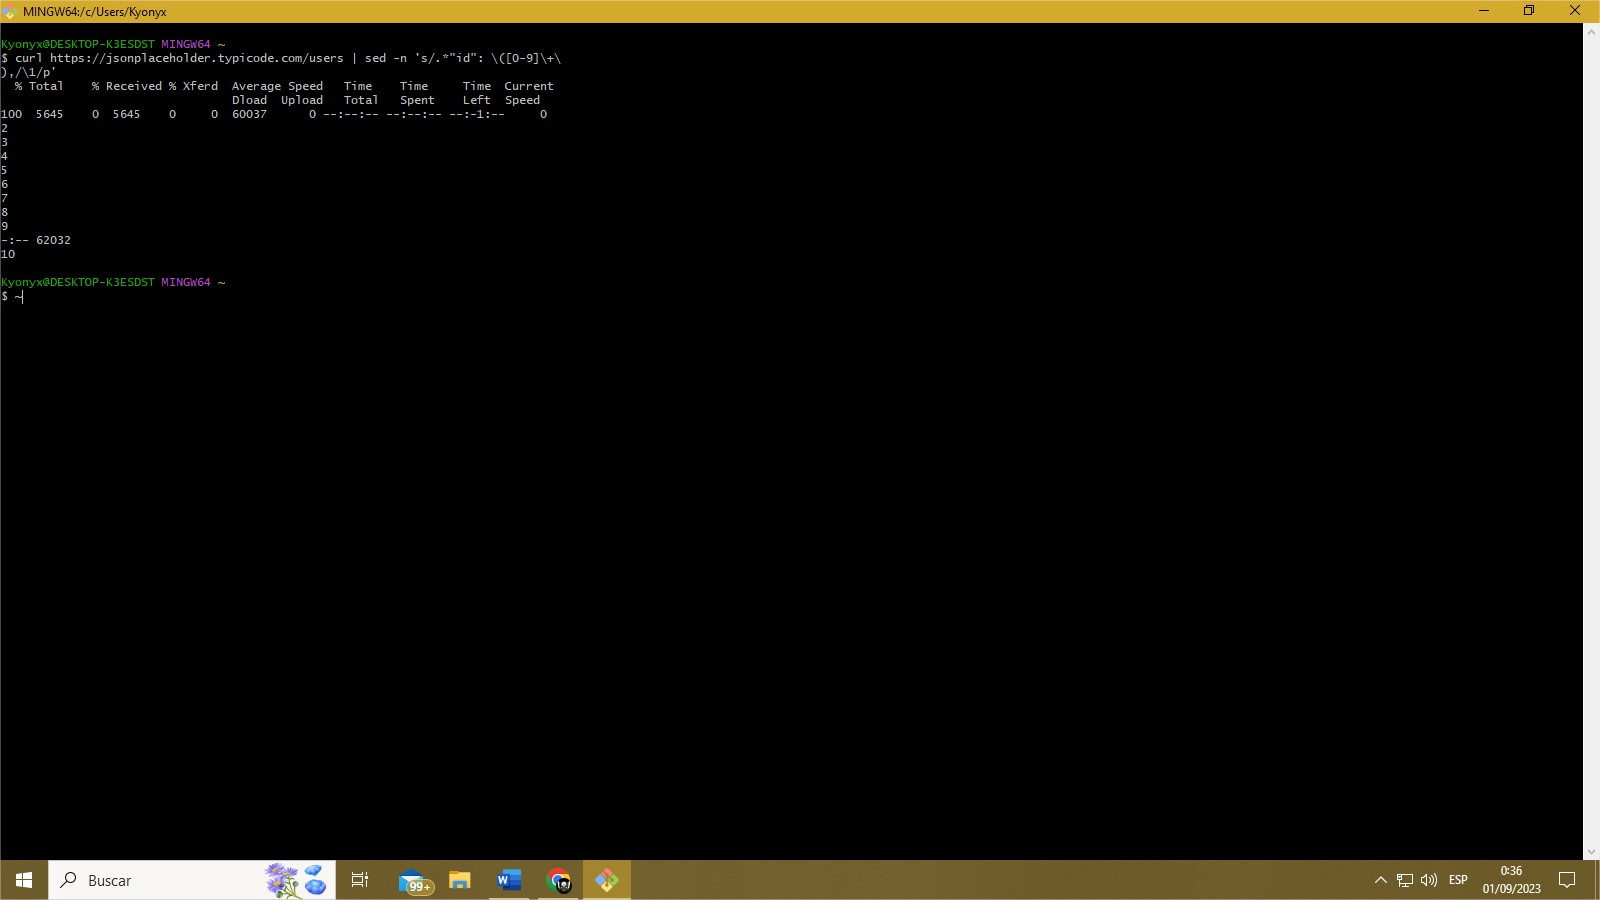 MINGW64:/c/Users/Kyonyx
Kyonyx@DESKTOP-K3ESDST MINGW64 ~
$ curl https://jsonplaceholder.typicode.com/users | sed -n 's/.*"id": \([0-9]\+\
),/\1/p'
  % Total    % Received % Xferd  Average Speed   Time    Time     Time  Current
                                 Dload  Upload   Total   Spent    Left  Speed
100  5645    0  5645    0     0  60037      0 --:--:-- --:--:-- --:-1:--     0
2
3
4
5
6
7
8
9
-:-- 62032
10
Kyonyx@DESKTOP-K3ESDST MINGW64 ~
$ ~
Buscar
99+
W
ESP
0:36
01/09/2023